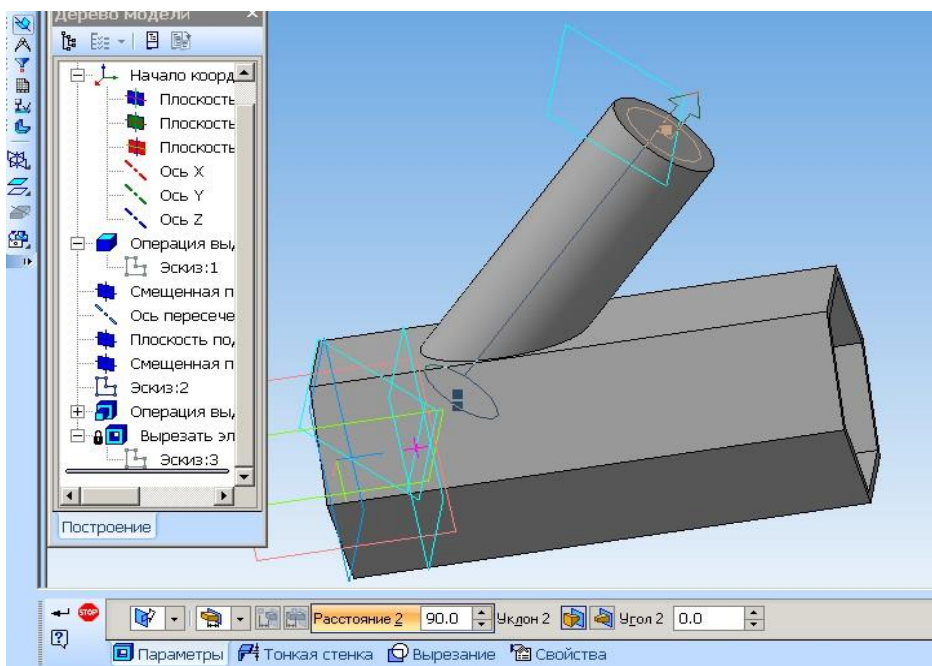 Дерево модели
Начало коорд
Плоскость
Плоскость
Плоскость
Ось X
Ось Y
Ось Z
Операция вы
Эскиз:1
Смещенная п
Ось пересече
Плоскость по
Смещенная п
Эскиз:2
Операция вы
Вырезать эл
Эскиз:3
Построение
STOP Расстояние 2 90.0 Уклон 2 Угол 2 0.0
Параметры Тонкая стенка Вырезание Свойства